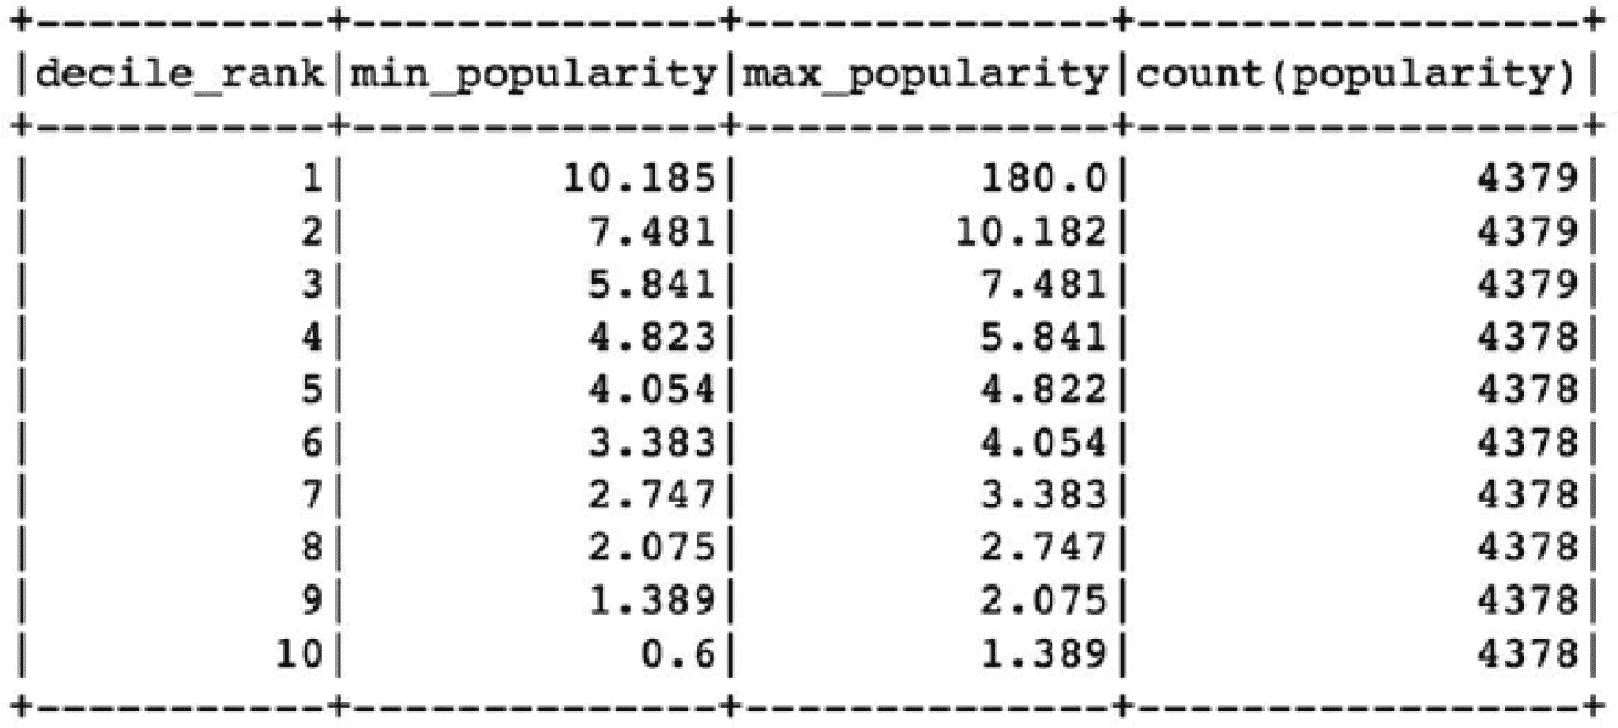 +-----------+--------------+--------------+-----------------+
|decile_rank|min_popularity|max_popularity|count(popularity)|
+-----------+--------------+--------------+-----------------+
|          1|        10.185|         180.0|             4379|
|          2|         7.481|        10.182|             4379|
|          3|         5.841|         7.481|             4379|
|          4|         4.823|         5.841|             4378|
|          5|         4.054|         4.822|             4378|
|          6|         3.383|         4.054|             4378|
|          7|         2.747|         3.383|             4378|
|          8|         2.075|         2.747|             4378|
|          9|         1.389|         2.075|             4378|
|         10|           0.6|         1.389|             4378|
+-----------+--------------+--------------+-----------------+